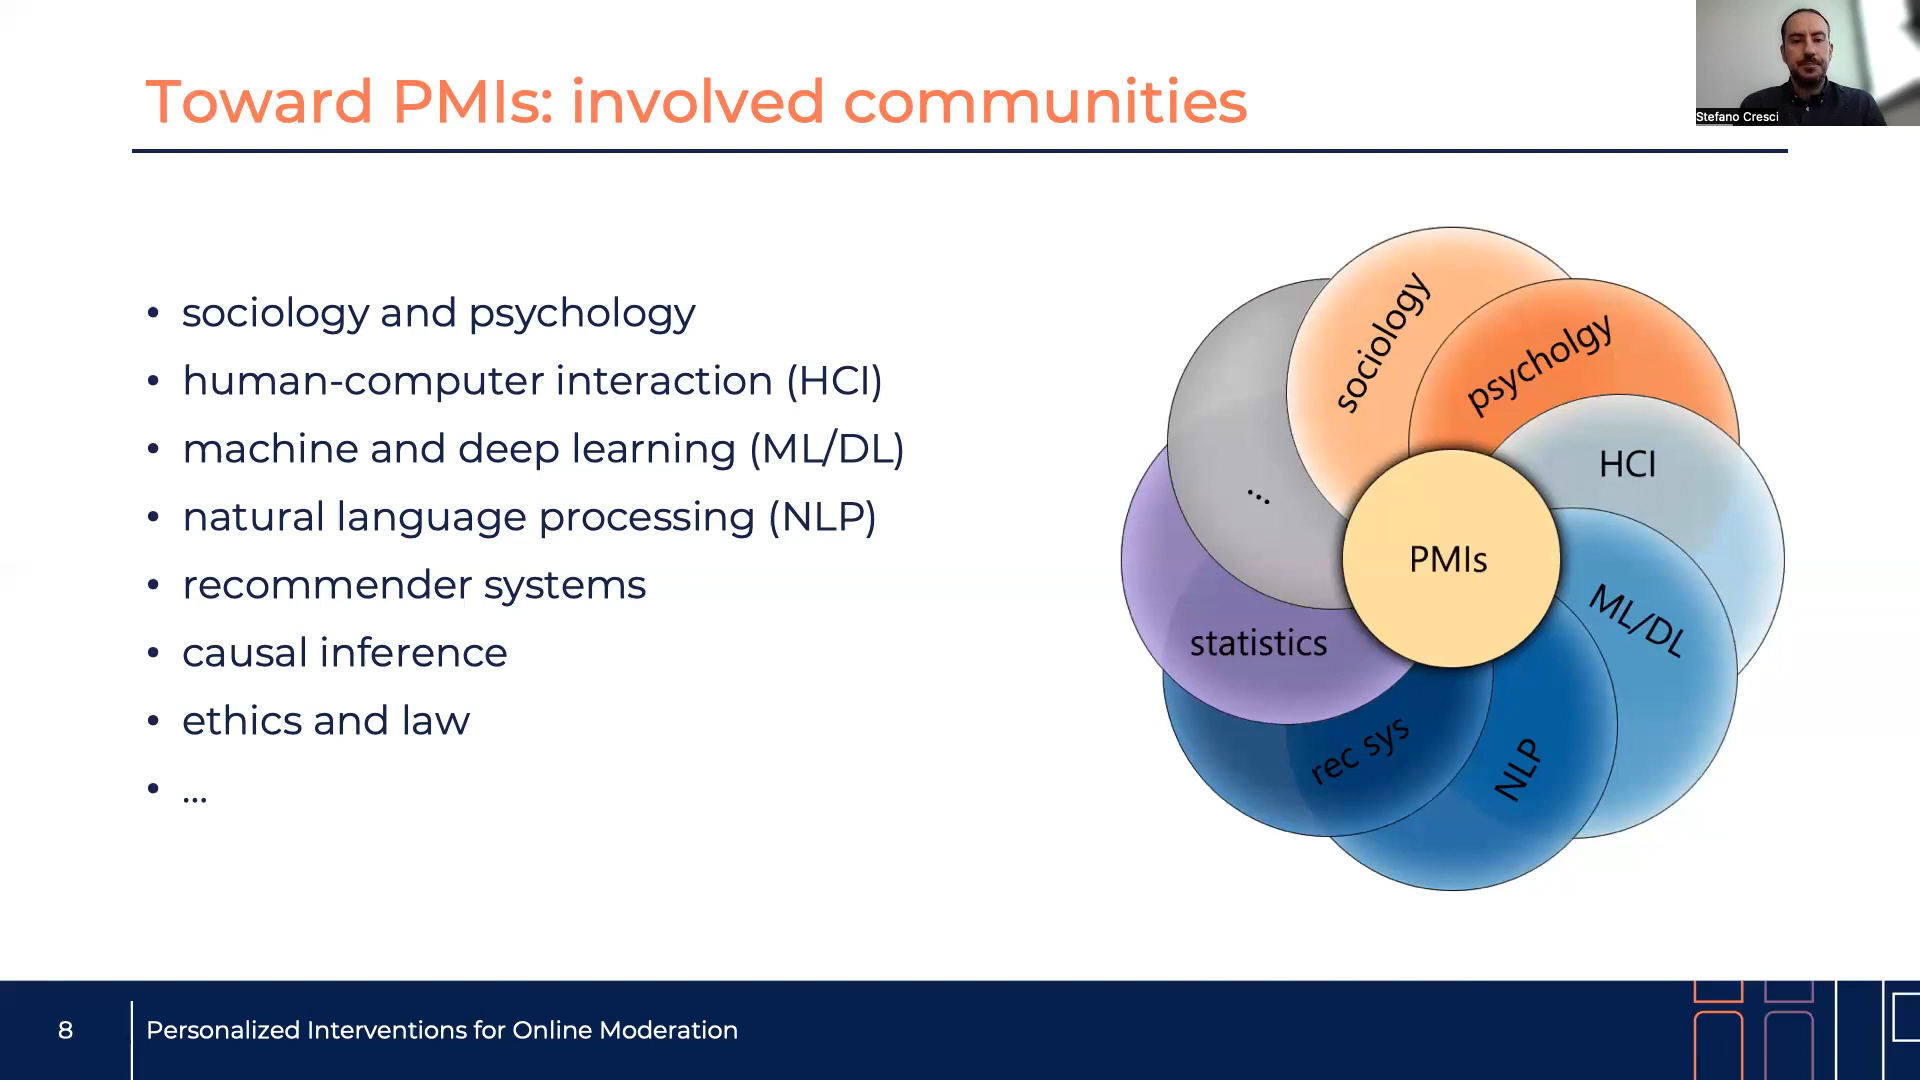 Toward PMIs: involved communities
Stefano Cresci
• sociology and psychology
• human-computer interaction (HCI)
• machine and deep learning (ML/DL)
• natural language processing (NLP)
• recommender systems
• causal inference
• ethics and law
• ...
sociology
psycholgy
HCI
ML/DL
NLP
rec sys
statistics
...
PMIs
8
Personalized Interventions for Online Moderation